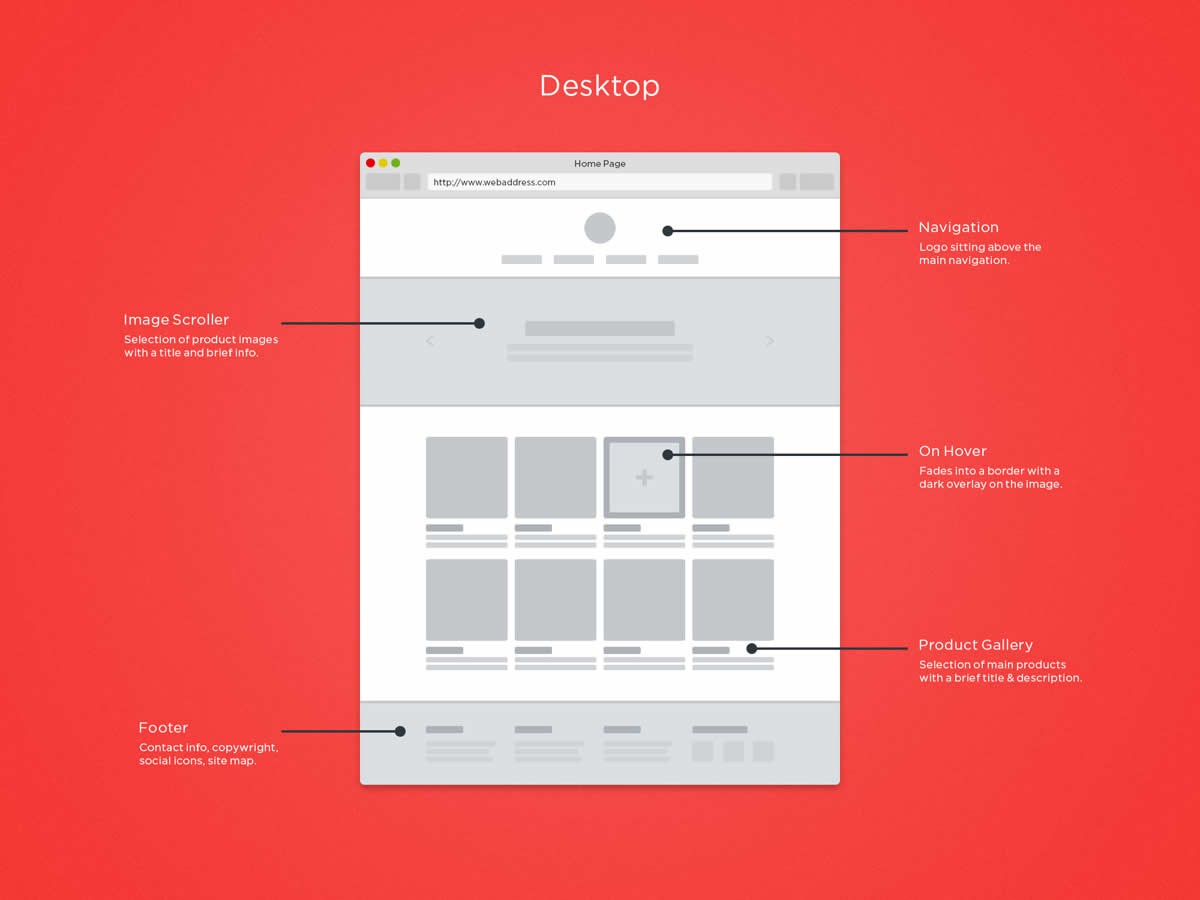 Desktop
Home Page
http://www.webaddress.com
Navigation
Logo sitting above the
main navigation.
Image Scroller
Selection of product images
with a title and brief info.
On Hover
Fades into a border with a
dark overlay on the image.
Product Gallery
Selection of main products
with a brief title & description.
Footer
Contact info, copywright,
social icons, site map.